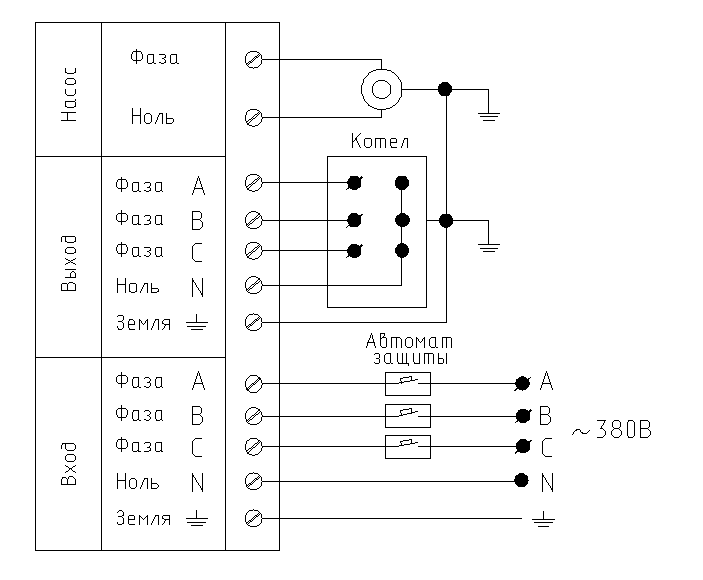 Насос
Фаза
Ноль
Котел
Выход
Фаза A
Фаза B
Фаза C
Ноль N
Земля
Автомат
защиты
Вход
Фаза A
Фаза B
Фаза C
Ноль N
Земля
A
B
C
N
~380В